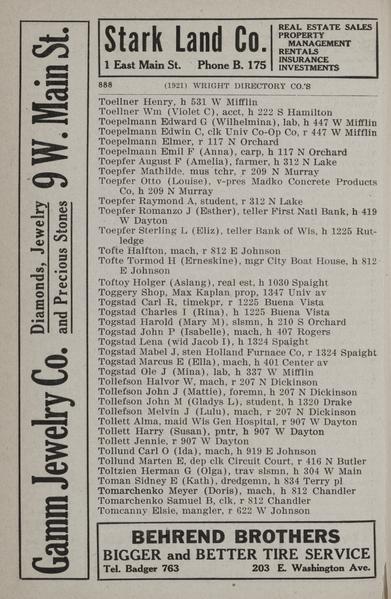 Gamm Jewelry Co. Diamonds, Jewelry and Precious Stones 9 W. Main St.
Stark Land Co.
1 East Main St. Phone B. 175
REAL ESTATE SALES
PROPERTY
MANAGEMENT
RENTALS
INSURANCE
INVESTMENTS
888 (1921) WRIGHT DIRECTORY CO.'S
Toellner Henry, h 531 W Mifflin
Toellner Wm (Violet C), acct, h 222 S Hamilton
Toepelmann Edward G (Wilhelmina), lab, h 447 W Mifflin
Toepelmann Edwin C, clk Univ Co-Op Co, r 447 W Mifflin
Toepelmann Elmer, r 117 N Orchard
Toepelmann Emil F (Anna), carp, h 117 N Orchard
Toepfer August F (Amelia), farmer, h 312 N Lake
Toepfer Mathilde, mus tchr, r 209 N Murray
Toepfer Otto (Louise), v-pres Madko Concrete Products
Co, h 209 N Murray
Toepfer Raymond A, student, r 312 N Lake
Toepfer Romanzo J (Esther), teller First Natl Bank, h 419
W Dayton
Toepfer Sterling L (Eliz), teller Bank of Wis, h 1225 Rut-
ledge
Tofte Halfton, mach, r 812 E Johnson
Tofte Tormod H (Erneskine), mgr City Boat House, h 812
E Johnson
Toftoy Holger (Aslang), real est, h 1030 Spaight
Toggery Shop, Max Kaplan prop, 1347 Univ av
Togstad Carl R, timekpr, r 1225 Buena Vista
Togstad Charles I (Rina), h 1225 Buena Vista
Togstad Harold (Mary M), slsmn, h 210 S Orchard
Togstad John P (Isabelle), mach, h 407 Rogers
Togstad Lena (wid Jacob I), h 1324 Spaight
Togstad Mabel J, sten Holland Furnace Co, r 1324 Spaight
Togstad Marcus E (Ella), mach, h 401 Center av
Togstad Ole J (Mina), lab, h 337 W Mifflin
Tollefson Halvor W, mach, r 207 N Dickinson
Tollefson John J (Mattie), foremn, h 207 N Dickinson
Tollefson John M (Gladys L), student, h 1320 Drake
Tollefson Melvin J (Lulu), mach, r 207 N Dickinson
Tollett Alma, maid Wis Gen Hospital, r 907 W Dayton
Tollett Harry (Susan), pntr, h 907 W Dayton
Tollett Jennie, r 907 W Dayton
Tollund Carl O (Ida), mach, h 919 E Johnson
Tollund Marten E, dep clk Circuit Court, r 416 N Butler
Toltzien Herman G (Olga), trav slsmn, h 304 W Main
Toman Sidney E (Kath), dredgemn, h 834 Terry pl
Tomarchenko Meyer (Doris), mach, h 812 Chandler
Tomarchenko Samuel B, clk, r 812 Chandler
Tomcanny Elsie, mangler, r 622 W Johnson
BEHREND BROTHERS
BIGGER and BETTER TIRE SERVICE
Tel. Badger 763 203 E. Washington Ave.